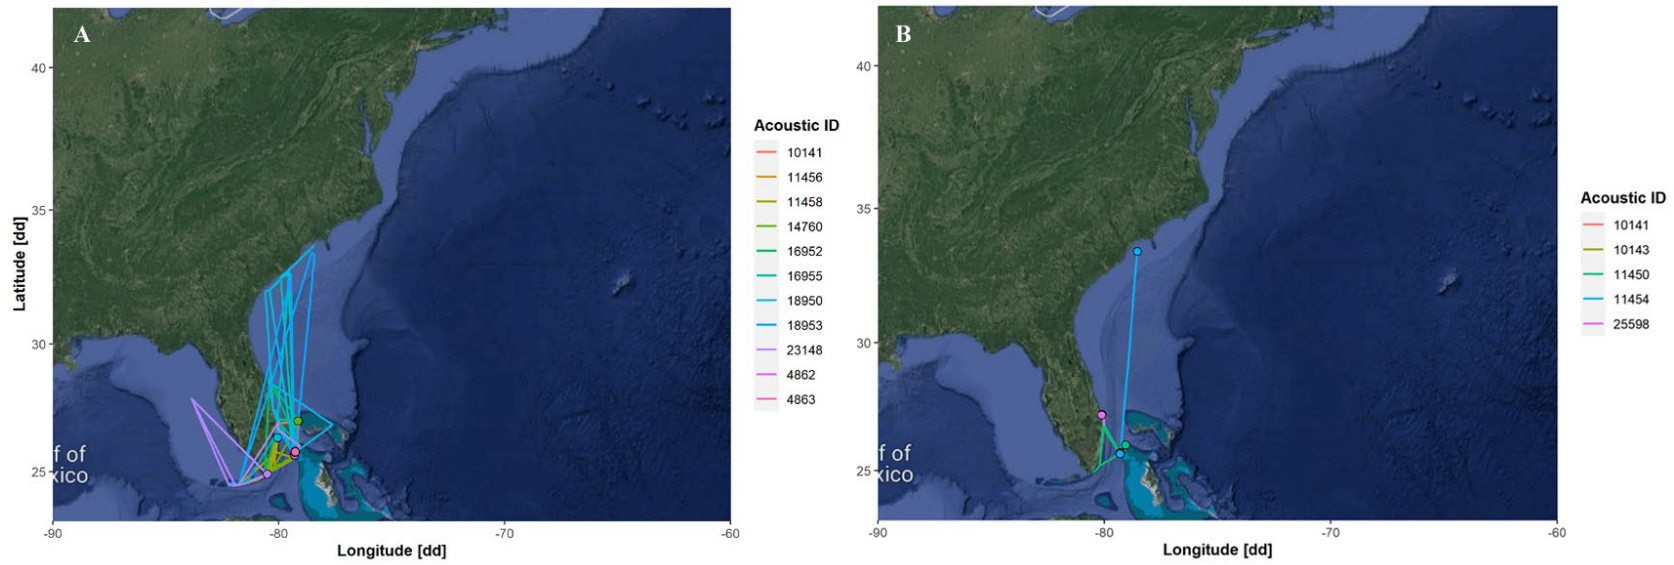 A
40
35
30
25
-90
-80
-70
-60
Latitude [dd]
Longitude [dd]
f of
xico
Acoustic ID
10141
11456
11458
14760
16952
16955
18950
18953
23148
4862
4863
B
40
35
30
25
-90
-80
-70
-60
Longitude [dd]
f of
xico
Acoustic ID
10141
10143
11450
11454
25598